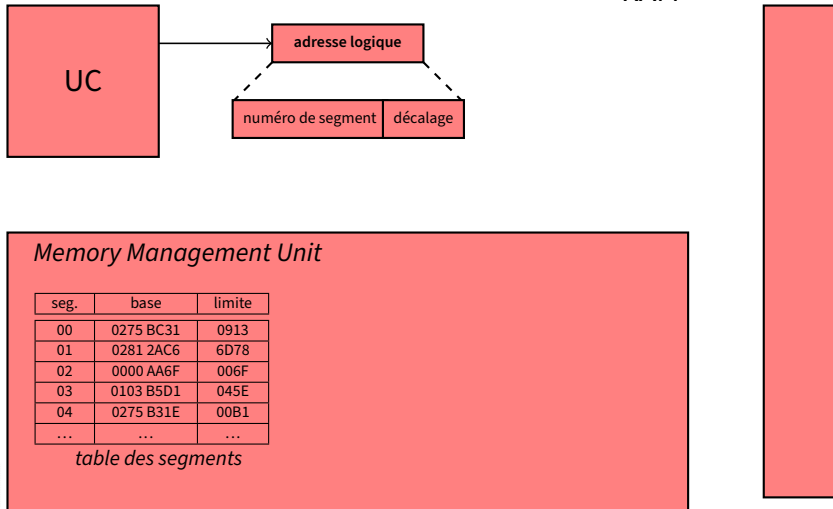 adresse logique
UC
numéro de segment décalage
Memory Management Unit
seg. base limite
00 0275 BC31 0913
01 0281 2AC6 6D78
02 0000 AA6F 006F
03 0103 B5D1 045E
04 0275 B31E 00B1
… … …
table des segments